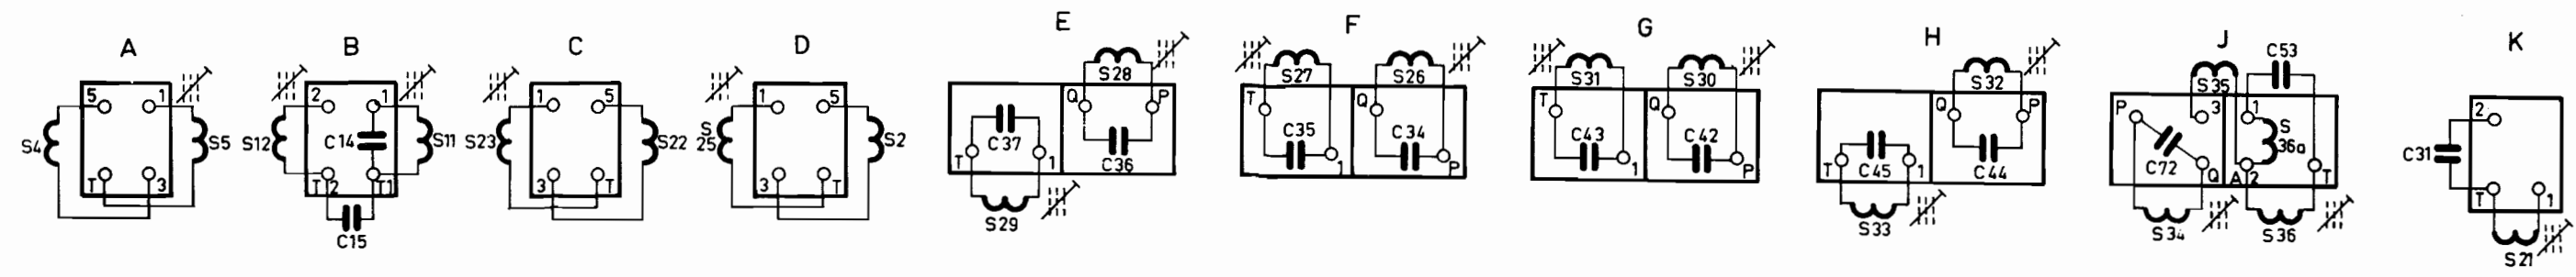 A
5 1
S4 S5
T 3
B
2 1
S12 C14 S11
T2 T1
C15
C
1 5
S23 S22
3 T
D
1 5
S 25 S2
3 T
E
S28
Q P
C37
T 1 C36
S29
F
S27 S26
T Q
C35 C34
1 P
G
S31 S30
T Q
C43 C42
1 P
H
S32
Q P
T C45 1 C44
S33
J
C53
S35
P 3 1
S 36a
C72
Q A 2 T
S34 S36
K
2
C31
T 1
S21